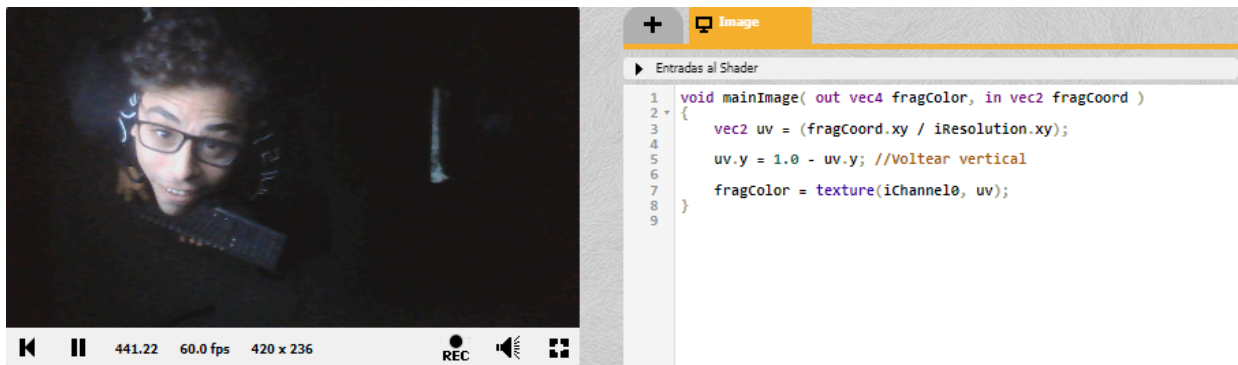 Image
Entradas al Shader
1 void mainImage( out vec4 fragColor, in vec2 fragCoord )
2 {
3 vec2 uv = (fragCoord.xy / iResolution.xy);
4
5 uv.y = 1.0 - uv.y; //Voltear vertical
6
7 fragColor = texture(iChannel0, uv);
8 }
9
441.22 60.0 fps 420 x 236 REC